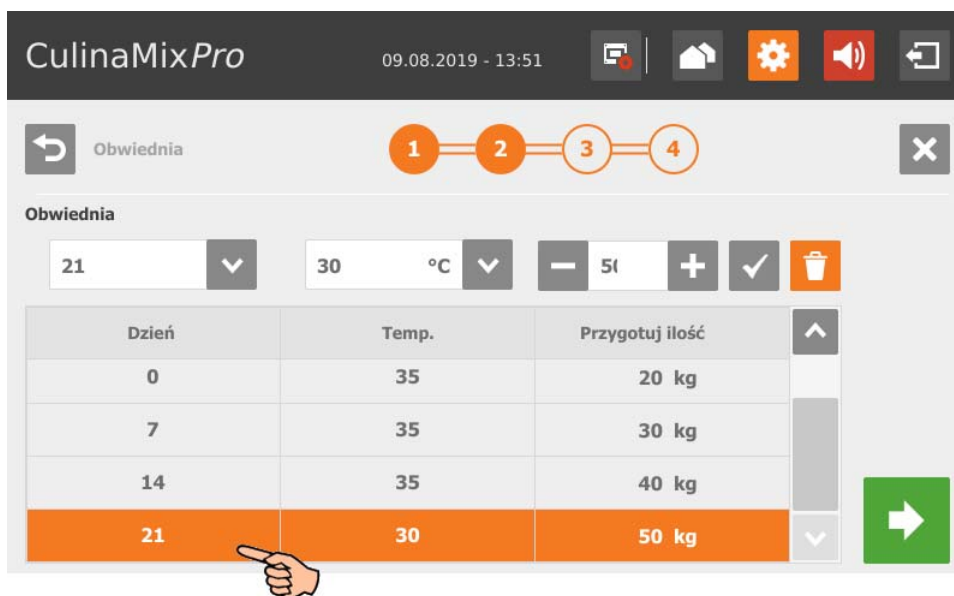 CulinaMixPro 09.08.2019 - 13:51
Obwiednia 1 2 3 4
Obwiednia
21 30 °C 5
Dzień Temp. Przygotuj ilość
0 35 20 kg
7 35 30 kg
14 35 40 kg
21 30 50 kg